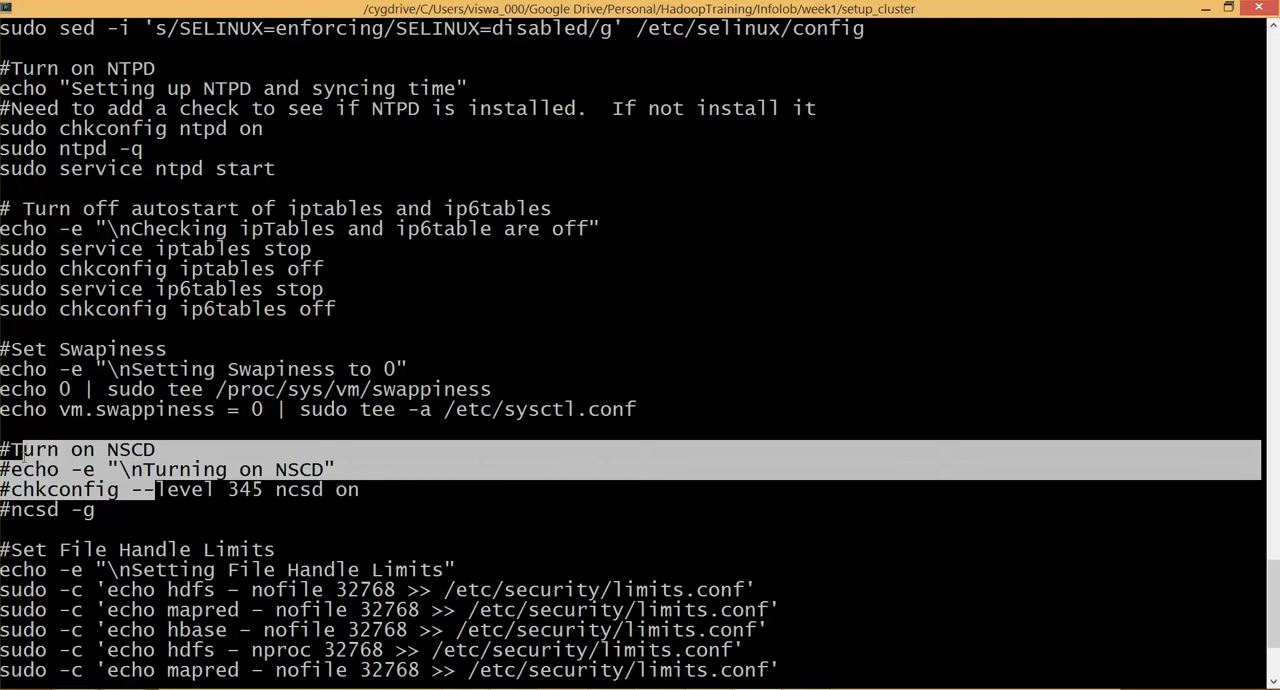 /cygdrive/C/Users/viswa_000/Google Drive/Personal/HadoopTraining/Infolob/week1/setup_cluster
sudo sed -i 's/SELINUX=enforcing/SELINUX=disabled/g' /etc/selinux/config
#Turn on NTPD
echo "Setting up NTPD and syncing time"
#Need to add a check to see if NTPD is installed.  If not install it
sudo chkconfig ntpd on
sudo ntpd -q
sudo service ntpd start
# Turn off autostart of iptables and ip6tables
echo -e "\nChecking ipTables and ip6table are off"
sudo service iptables stop
sudo chkconfig iptables off
sudo service ip6tables stop
sudo chkconfig ip6tables off
#Set Swapiness
echo -e "\nSetting Swapiness to 0"
echo 0 | sudo tee /proc/sys/vm/swappiness
echo vm.swappiness = 0 | sudo tee -a /etc/sysctl.conf
#Turn on NSCD
#echo -e "\nTurning on NSCD"
#chkconfig --level 345 ncsd on
#ncsd -g
#Set File Handle Limits
echo -e "\nSetting File Handle Limits"
sudo -c 'echo hdfs - nofile 32768 >> /etc/security/limits.conf'
sudo -c 'echo mapred - nofile 32768 >> /etc/security/limits.conf'
sudo -c 'echo hbase - nofile 32768 >> /etc/security/limits.conf'
sudo -c 'echo hdfs - nproc 32768 >> /etc/security/limits.conf'
sudo -c 'echo mapred - nofile 32768 >> /etc/security/limits.conf'